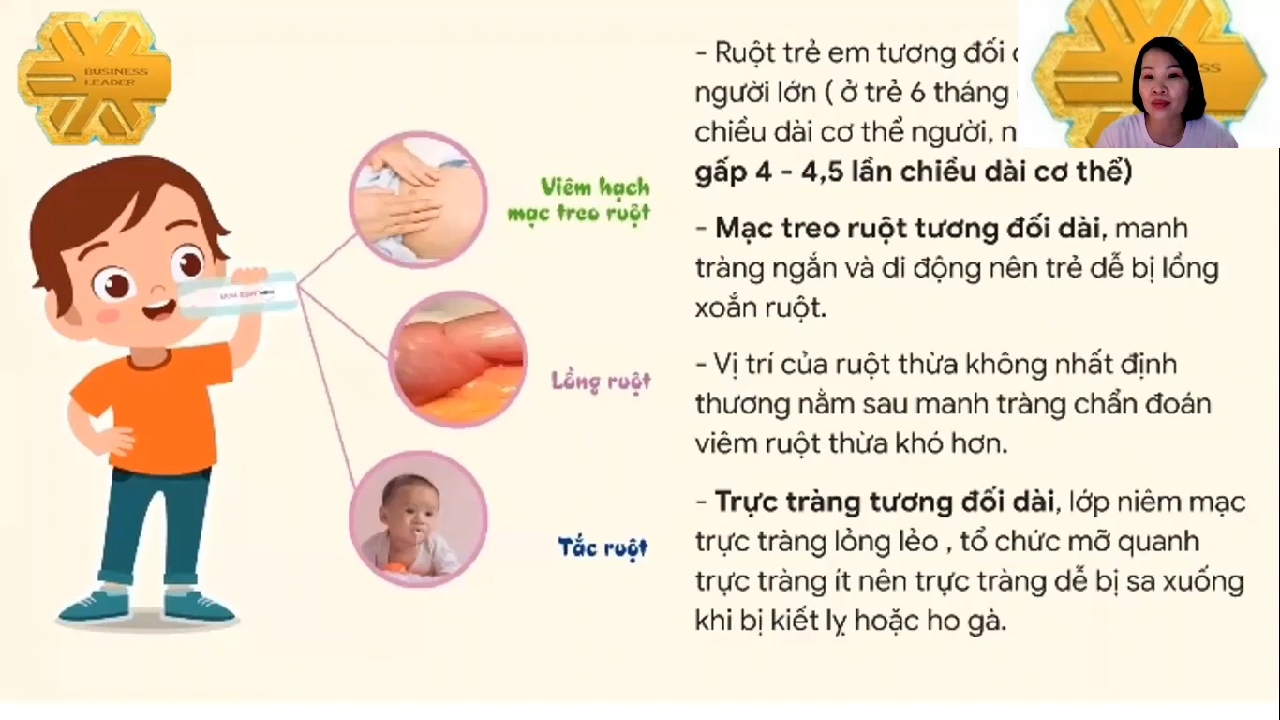 BUSINESS
LEADER
Viêm hạch
mạc treo ruột
Lồng ruột
Tắc ruột
- Ruột trẻ em tương đối
người lớn ( ở trẻ 6 tháng
chiều dài cơ thể người,
gấp 4 - 4,5 lần chiều dài cơ thể)
- Mạc treo ruột tương đối dài, manh
tràng ngắn và di động nên trẻ dễ bị lồng
xoắn ruột.
- Vị trí của ruột thừa không nhất định
thương nằm sau manh tràng chẩn đoán
viêm ruột thừa khó hơn.
- Trực tràng tương đối dài, lớp niêm mạc
trực tràng lỏng lẻo , tổ chức mỡ quanh
trực tràng ít nên trực tràng dễ bị sa xuống
khi bị kiết lỵ hoặc ho gà.